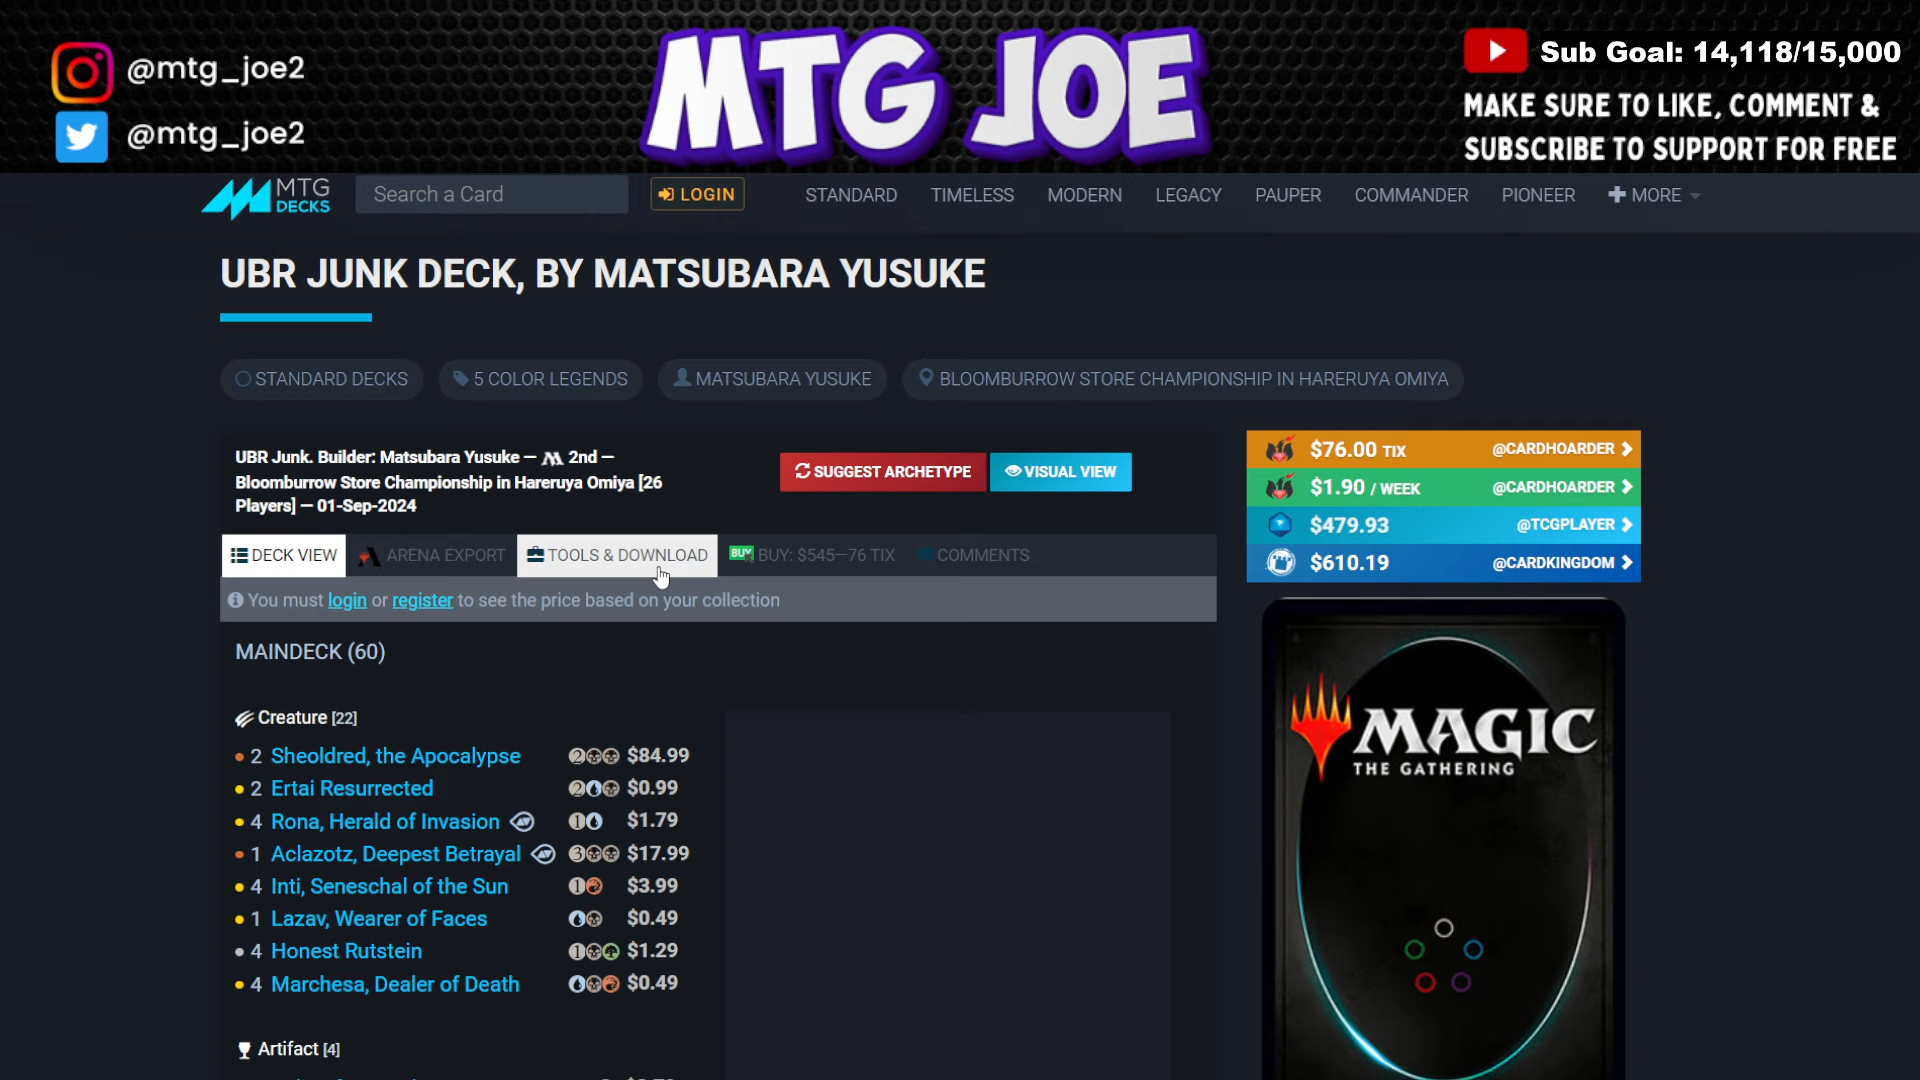 @mtg_joe2
@mtg_joe2
MTG JOE
Sub Goal: 14,118/15,000
MAKE SURE TO LIKE, COMMENT &
SUBSCRIBE TO SUPPORT FOR FREE
MTG
DECKS
Search a Card
LOGIN
STANDARD
TIMELESS
MODERN
LEGACY
PAUPER
COMMANDER
PIONEER
MORE
UBR JUNK DECK, BY MATSUBARA YUSUKE
STANDARD DECKS
5 COLOR LEGENDS
MATSUBARA YUSUKE
BLOOMBURROW STORE CHAMPIONSHIP IN HARERUYA OMIYA
UBR Junk. Builder: Matsubara Yusuke — 2nd —
Bloomburrow Store Championship in Hareruya Omiya [26
Players] — 01-Sep-2024
SUGGEST ARCHETYPE
VISUAL VIEW
$76.00 TIX @CARDHOARDER
$1.90 / WEEK @CARDHOARDER
$479.93 @TCGPLAYER
$610.19 @CARDKINGDOM
DECK VIEW
ARENA EXPORT
TOOLS & DOWNLOAD
BUY BUY: $545—76 TIX
COMMENTS
You must login or register to see the price based on your collection
MAINDECK (60)
Creature [22]
2 Sheoldred, the Apocalypse 2 $84.99
2 Ertai Resurrected 2 $0.99
4 Rona, Herald of Invasion 1 $1.79
1 Aclazotz, Deepest Betrayal 3 $17.99
4 Inti, Seneschal of the Sun 1 $3.99
1 Lazav, Wearer of Faces $0.49
4 Honest Rutstein 1 $1.29
4 Marchesa, Dealer of Death $0.49
Artifact [4]
MAGIC
THE GATHERING